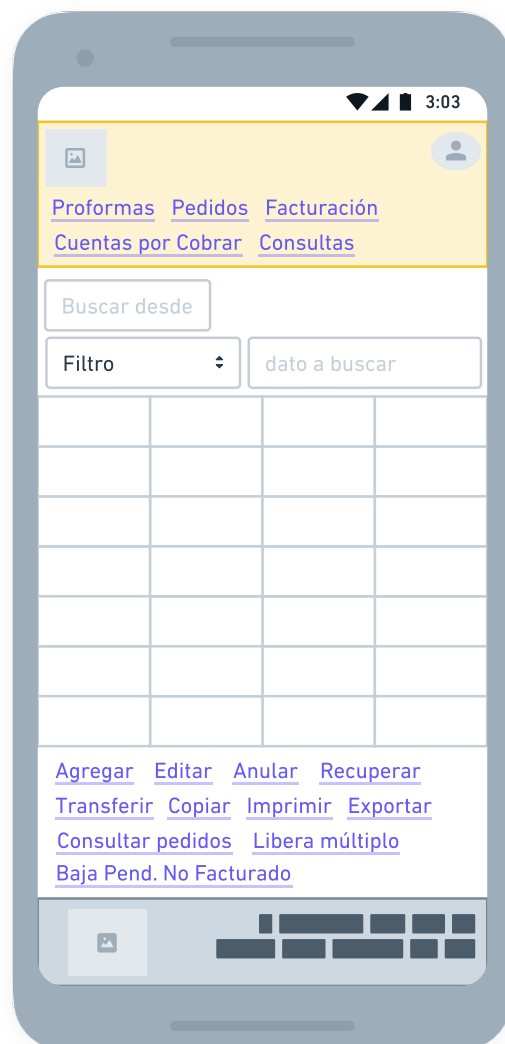 3:03
Proformas Pedidos Facturación
Cuentas por Cobrar Consultas
Buscar desde
Filtro dato a buscar
Agregar Editar Anular Recuperar
Transferir Copiar Imprimir Exportar
Consultar pedidos Libera múltiplo
Baja Pend. No Facturado